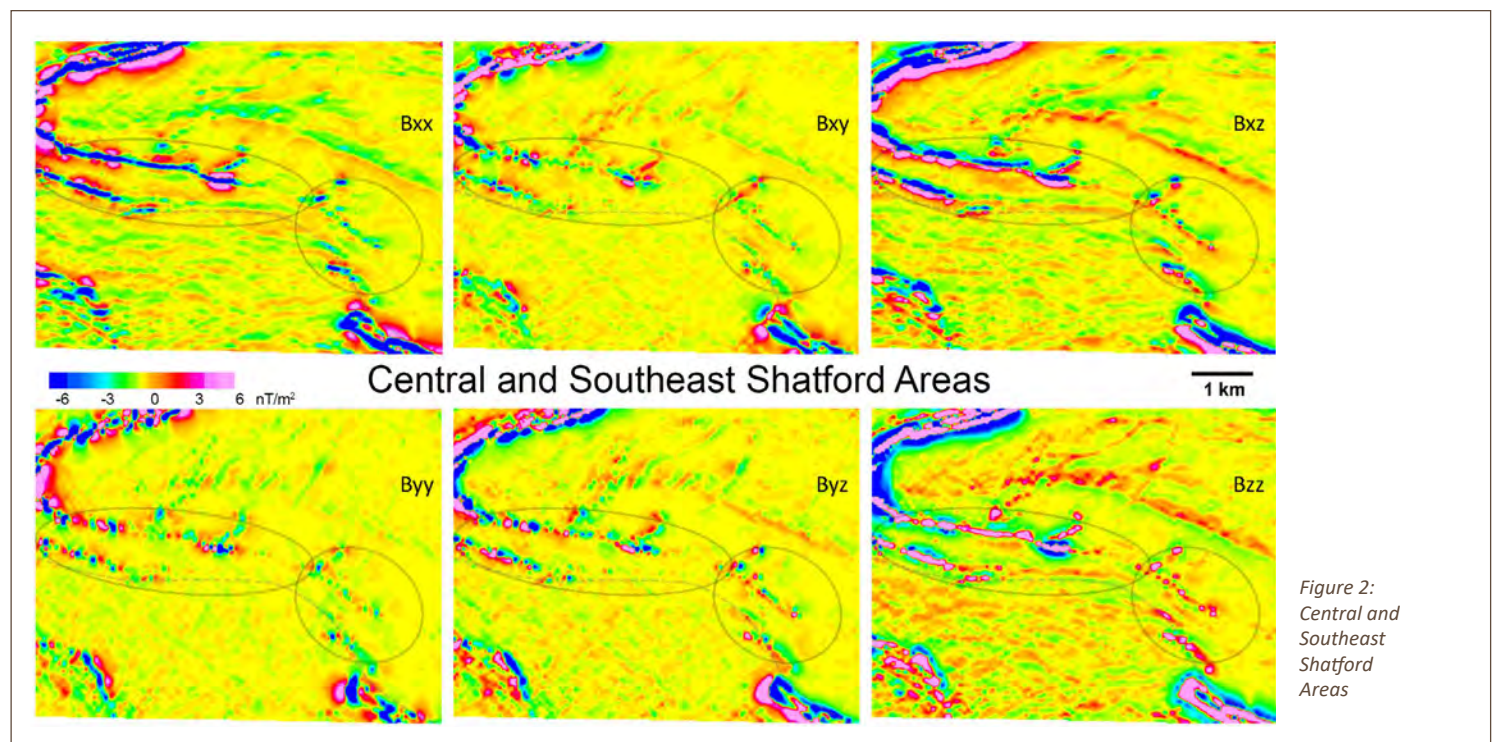 Bxx
Bxy
Bxz
-6 -3 0 3 6 nT/m²
Central and Southeast Shatford Areas
1 km
Byy
Byz
Bzz
Figure 2:
Central and
Southeast
Shatford
Areas